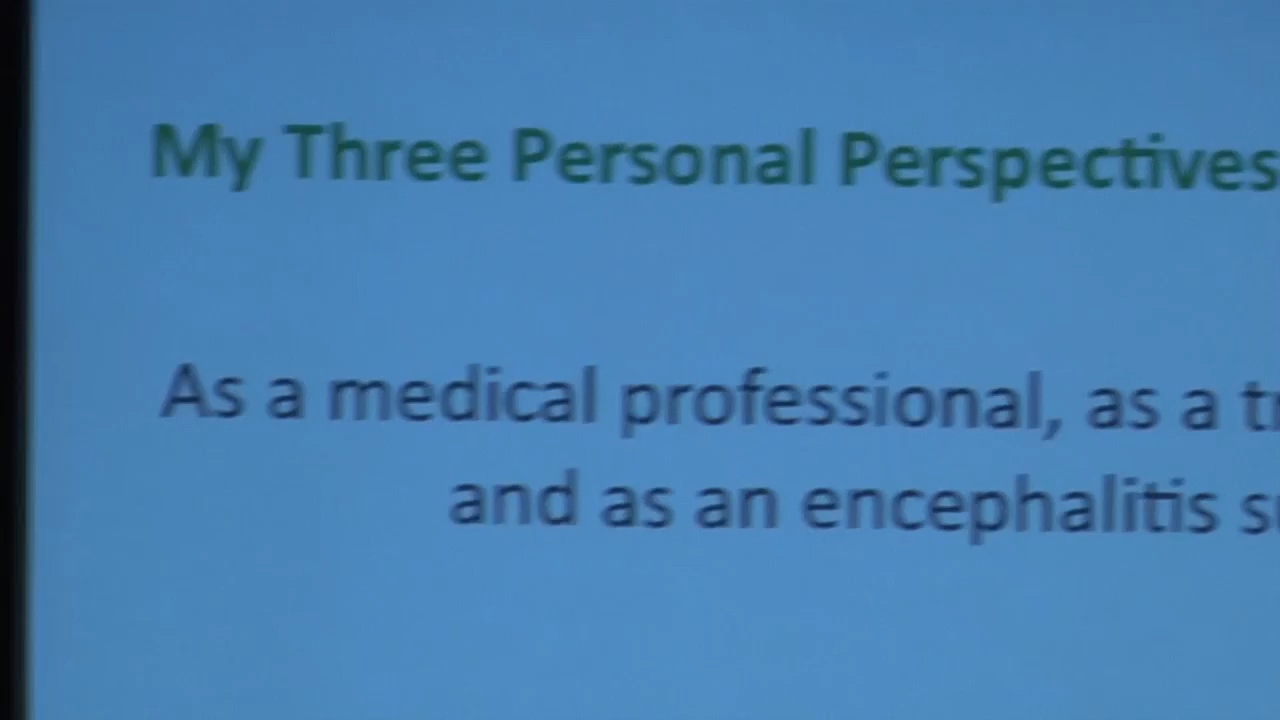 My Three Personal Perspectives
As a medical professional, as a
and as an encephalitis